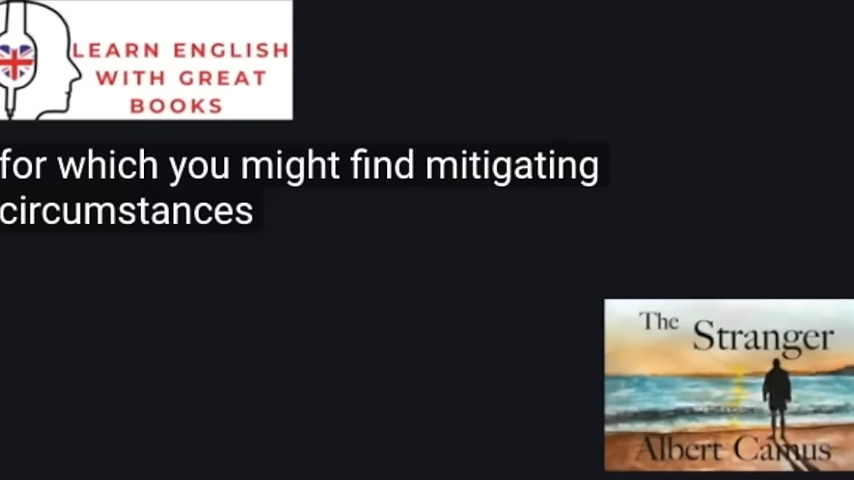 LEARN ENGLISH
WITH GREAT
BOOKS
for which you might find mitigating
circumstances
The Stranger
Albert Camus